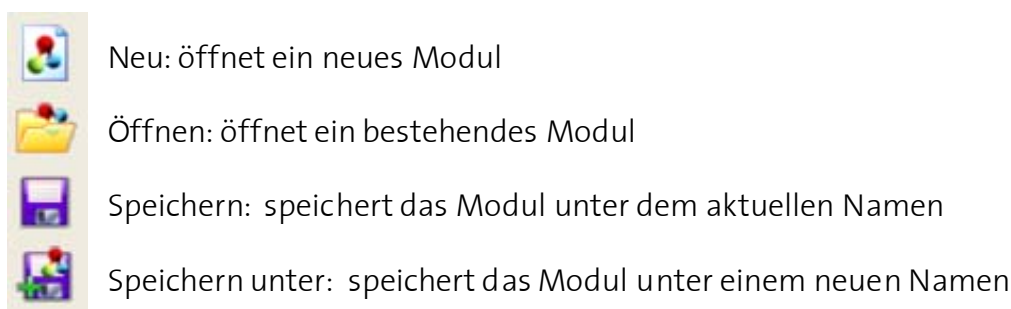 Neu: öffnet ein neues Modul
Öffnen: öffnet ein bestehendes Modul
Speichern: speichert das Modul unter dem aktuellen Namen
Speichern unter: speichert das Modul unter einem neuen Namen